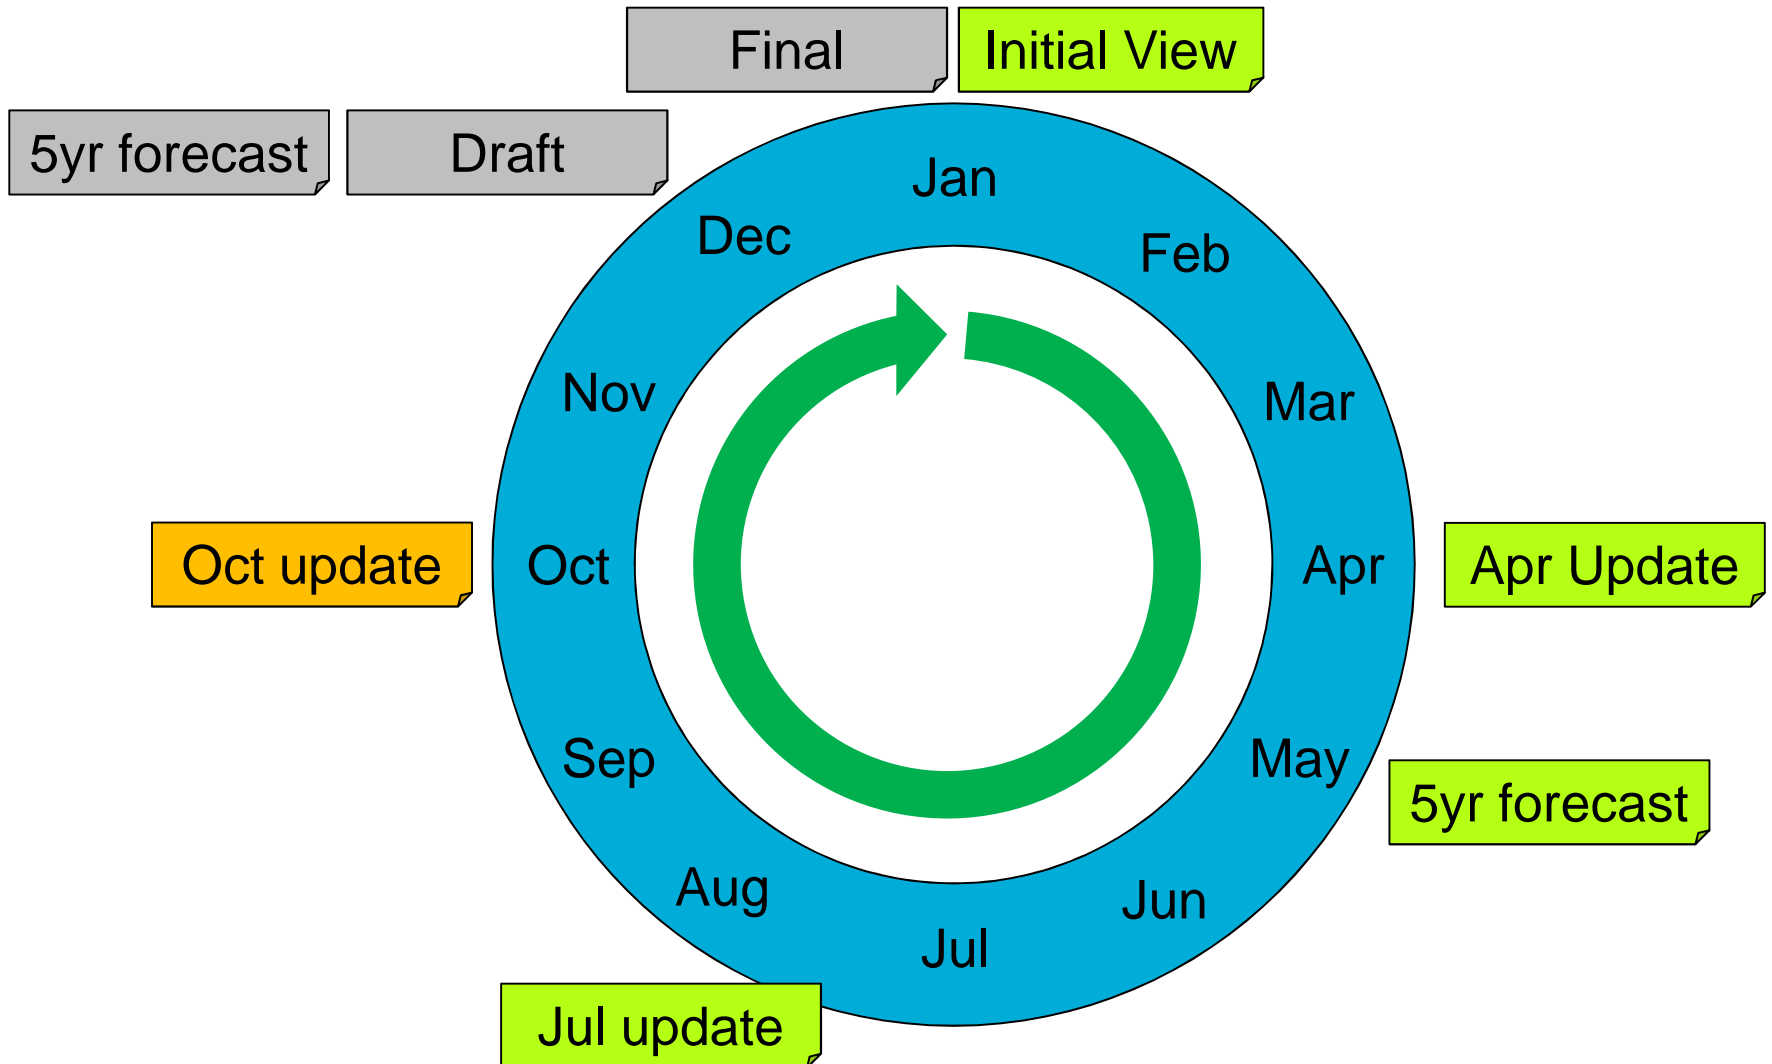 Final
Initial View
5yr forecast
Draft
Jan
Dec
Feb
Nov
Mar
Oct update
Oct
Apr
Apr Update
Sep
May
5yr forecast
Aug
Jun
Jul
Jul update